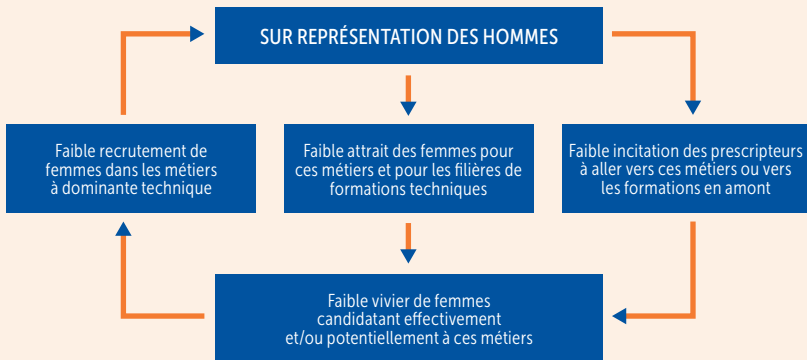 SUR REPRÉSENTATION DES HOMMES
Faible recrutement de
femmes dans les métiers
à dominante technique
Faible attrait des femmes pour
ces métiers et pour les filières de
formations techniques
Faible incitation des prescripteurs
à aller vers ces métiers ou vers
les formations en amont
Faible vivier de femmes
candidatant effectivement
et/ou potentiellement à ces métiers